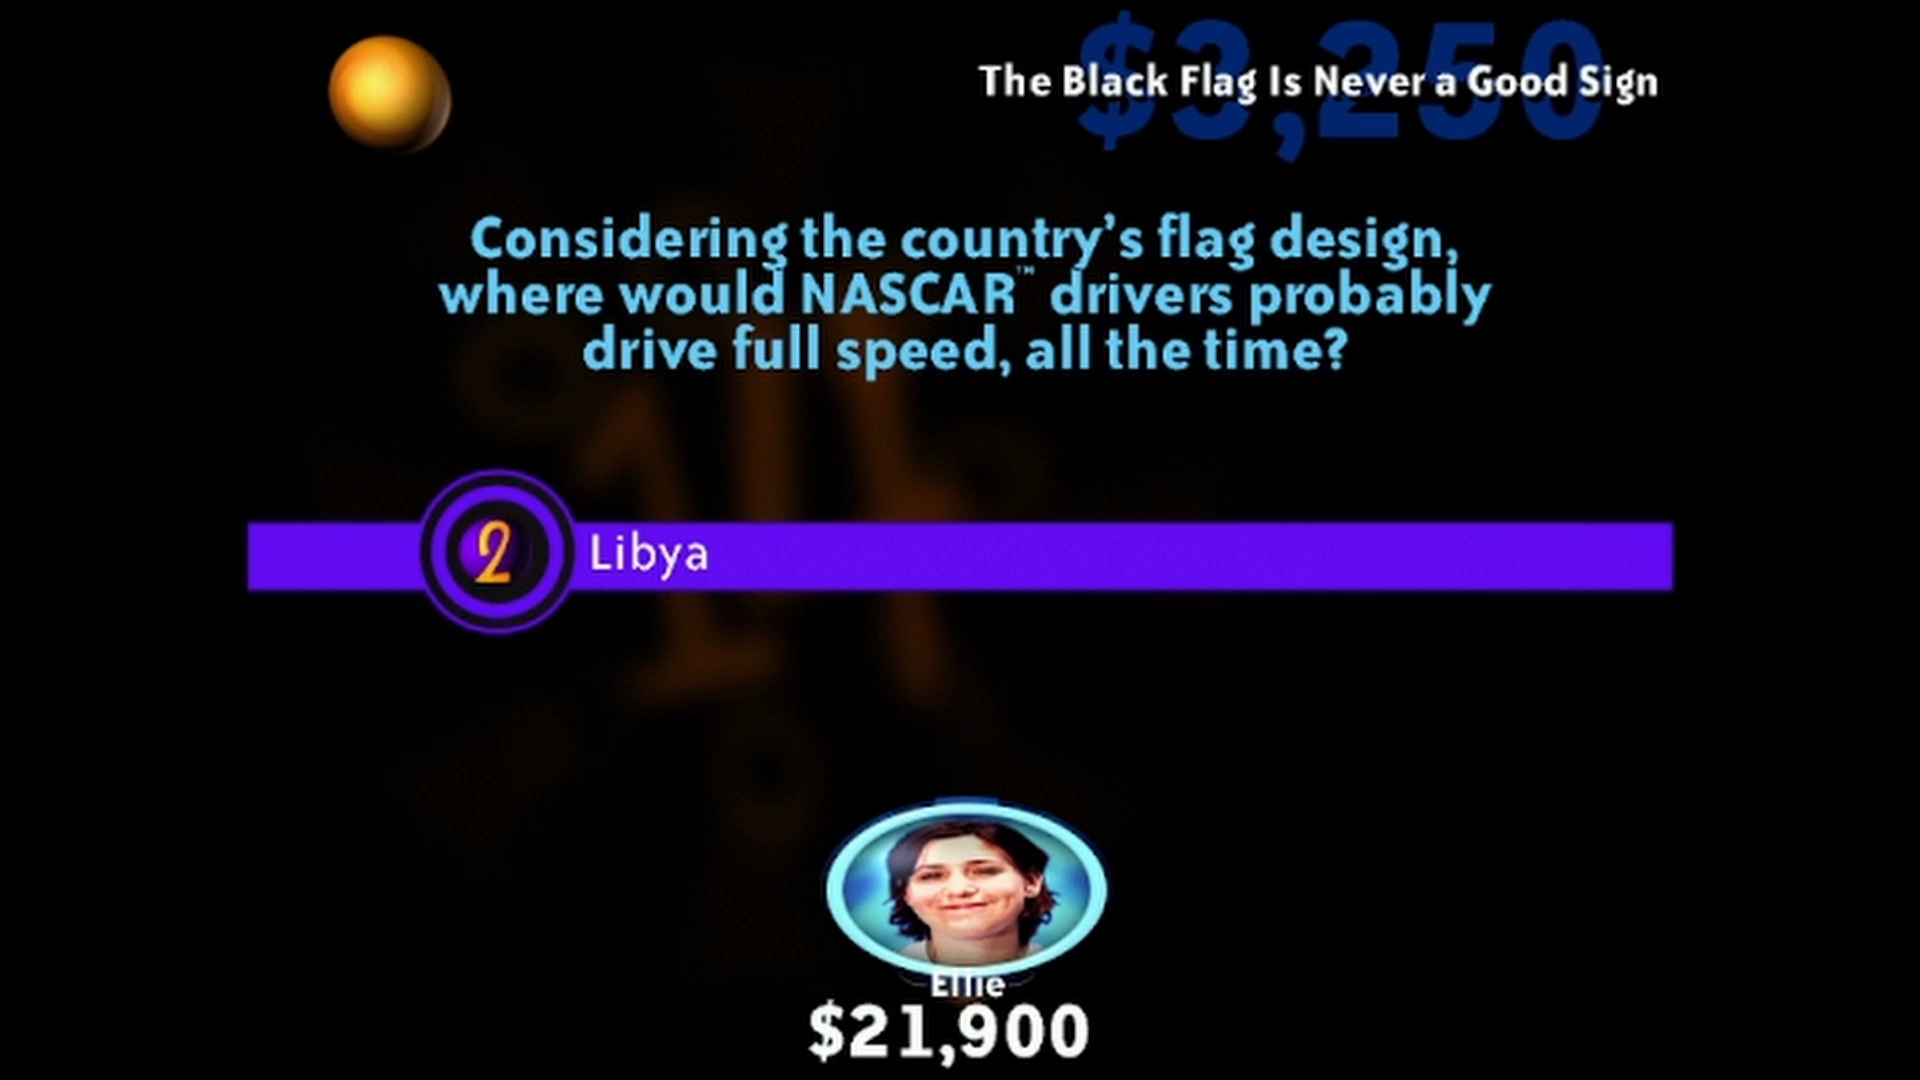 $3,250
The Black Flag Is Never a Good Sign
Considering the country's flag design,
where would NASCAR™ drivers probably
drive full speed, all the time?
2 Libya
Ellie
$21,900